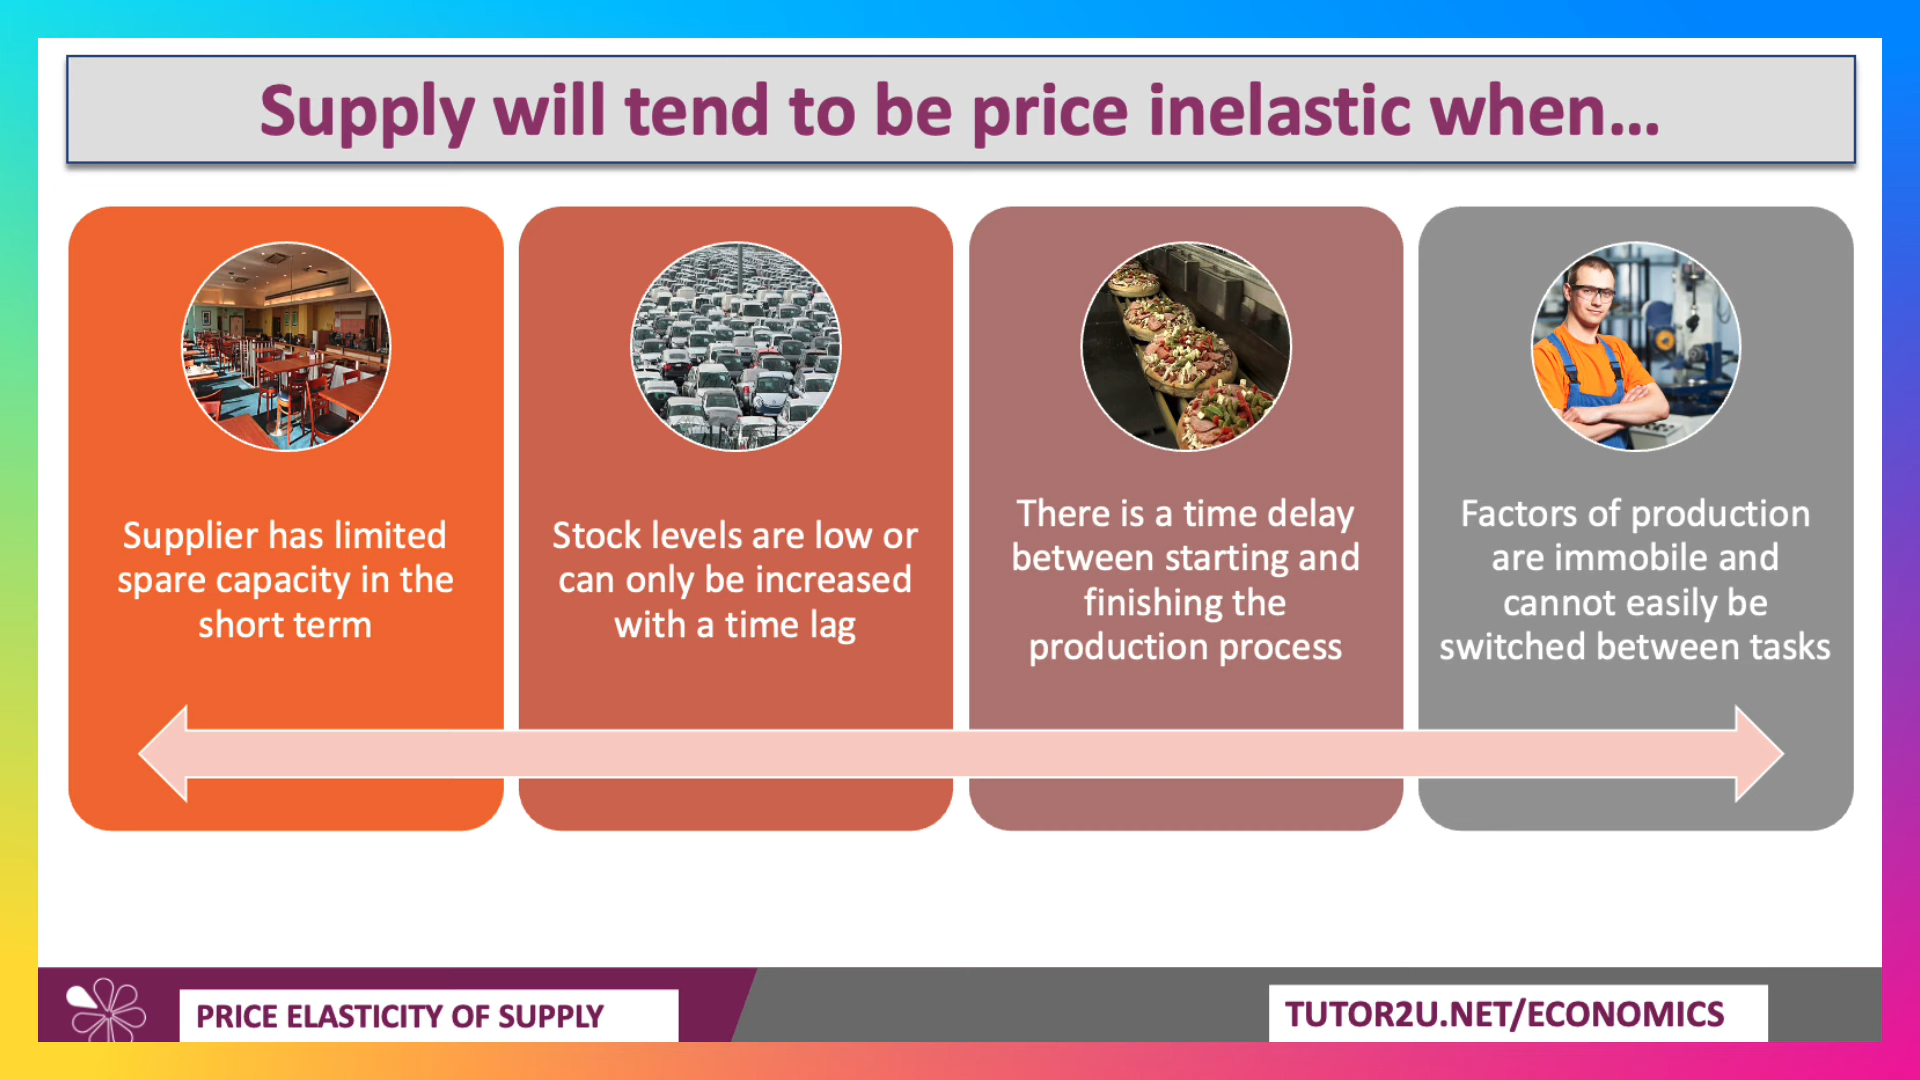 Supply will tend to be price inelastic when...
Supplier has limited
spare capacity in the
short term
Stock levels are low or
can only be increased
with a time lag
There is a time delay
between starting and
finishing the
production process
Factors of production
are immobile and
cannot easily be
switched between tasks
PRICE ELASTICITY OF SUPPLY
TUTOR2U.NET/ECONOMICS